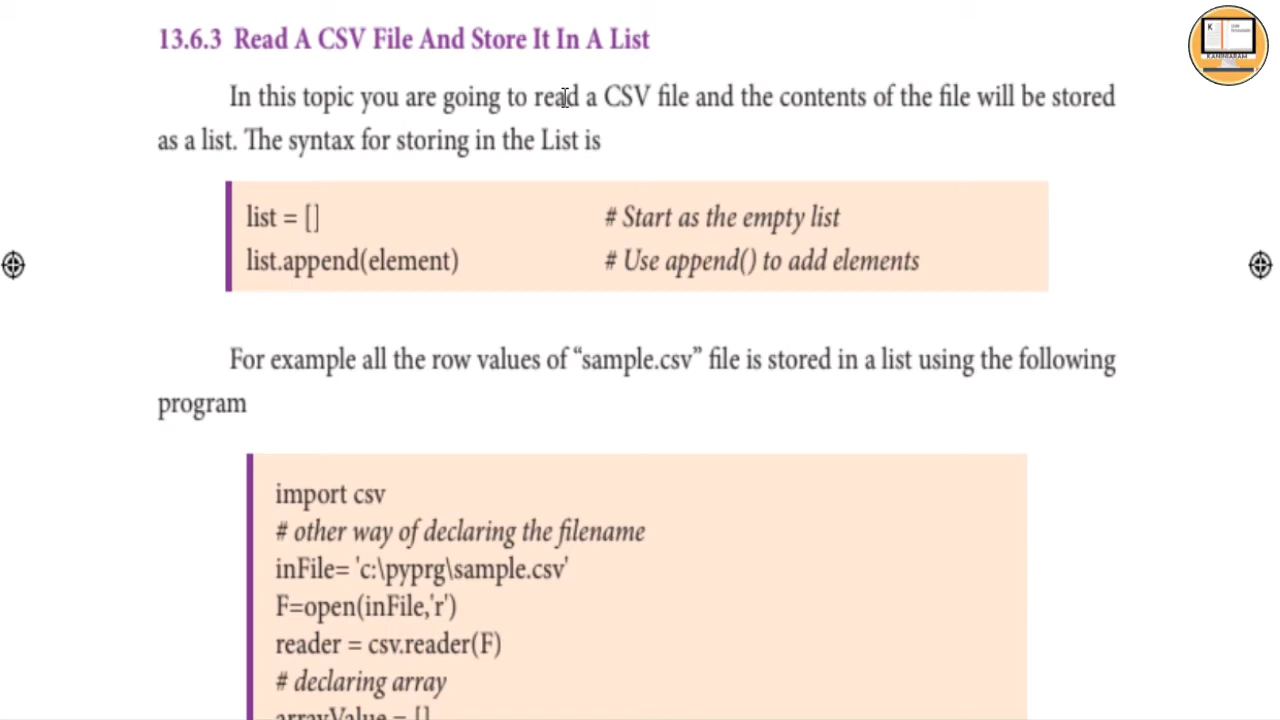 13.6.3 Read A CSV File And Store It In A List
In this topic you are going to read a CSV file and the contents of the file will be stored
as a list. The syntax for storing in the List is
list = [] # Start as the empty list
list.append(element) # Use append() to add elements
For example all the row values of “sample.csv” file is stored in a list using the following
program
import csv
# other way of declaring the filename
inFile= 'c:\pyprg\sample.csv'
F=open(inFile,'r')
reader = csv.reader(F)
# declaring array
arrayValue = []